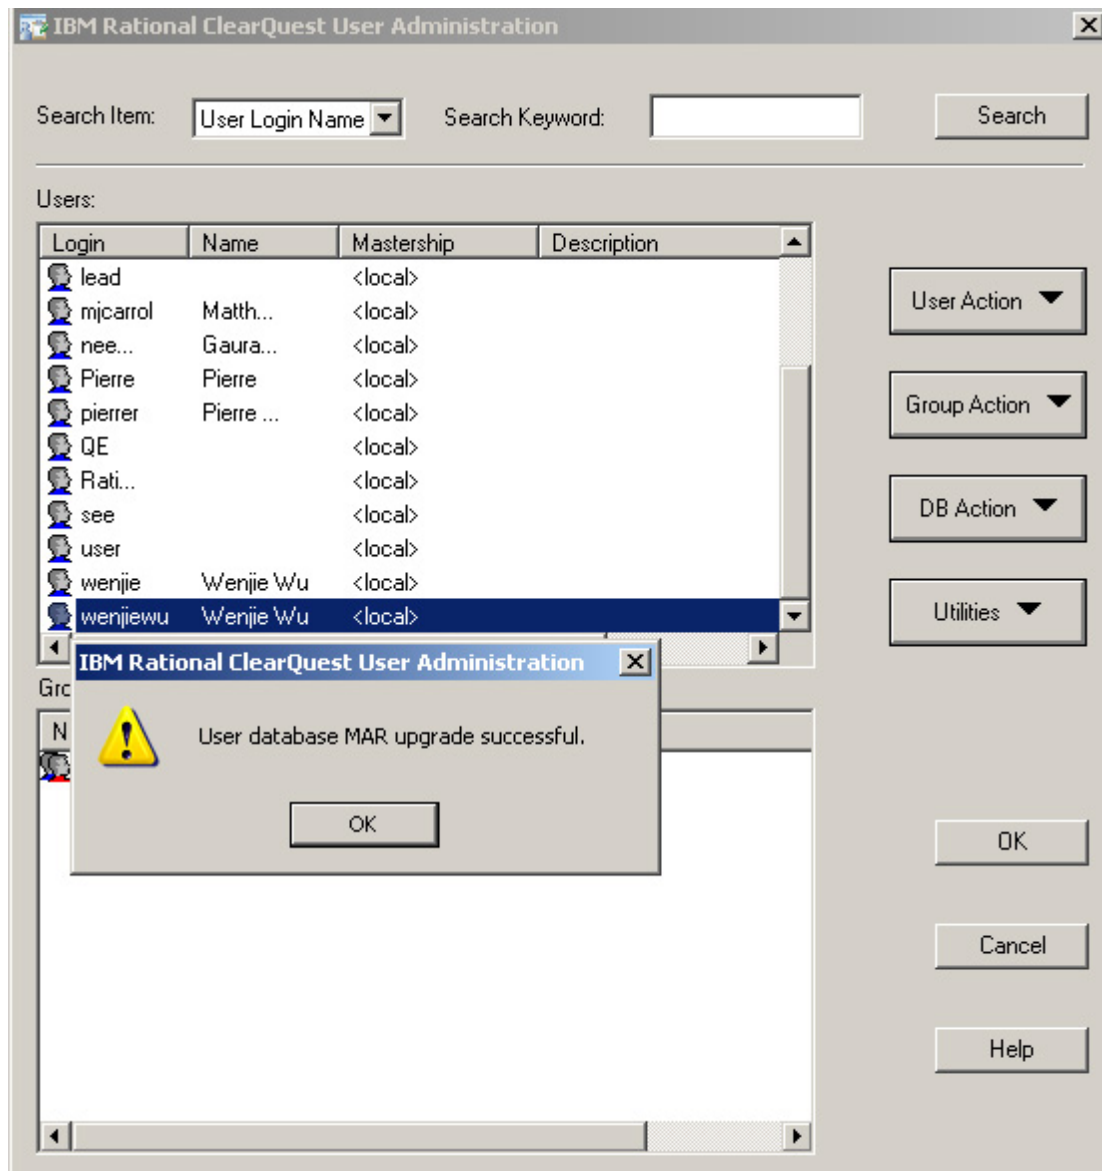 IBM Rational ClearQuest User Administration
Search Item: User Login Name Search Keyword: Search
Users:
Login Name Mastership Description
lead <local>
mjcarrol Matth... <local>
nee... Gaura... <local>
Pierre Pierre <local>
pierrer Pierre ... <local>
QE <local>
Rati... <local>
see <local>
user <local>
wenjie Wenjie Wu <local>
wenjiewu Wenjie Wu <local>
User Action
Group Action
DB Action
Utilities
Gro
N
IBM Rational ClearQuest User Administration
User database MAR upgrade successful.
OK
OK
Cancel
Help